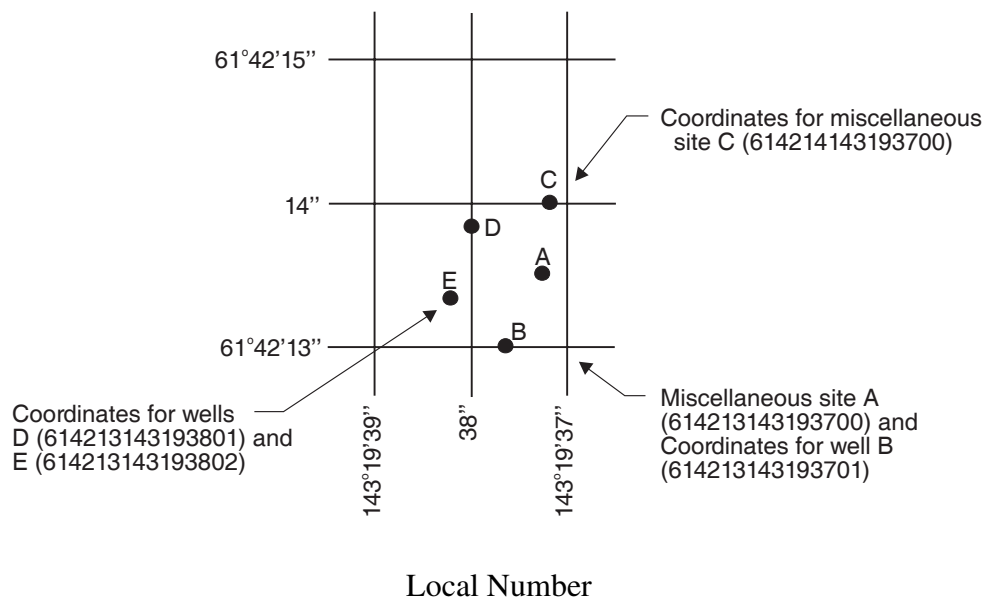 61°42'15"
Coordinates for miscellaneous
site C (614214143193700)
C
14"
D
A
E
B
61°42'13"
Coordinates for wells
D (614213143193801) and
E (614213143193802)
143°19'39"
38"
143°19'37"
Miscellaneous site A
(614213143193700) and
Coordinates for well B
(614213143193701)
Local Number